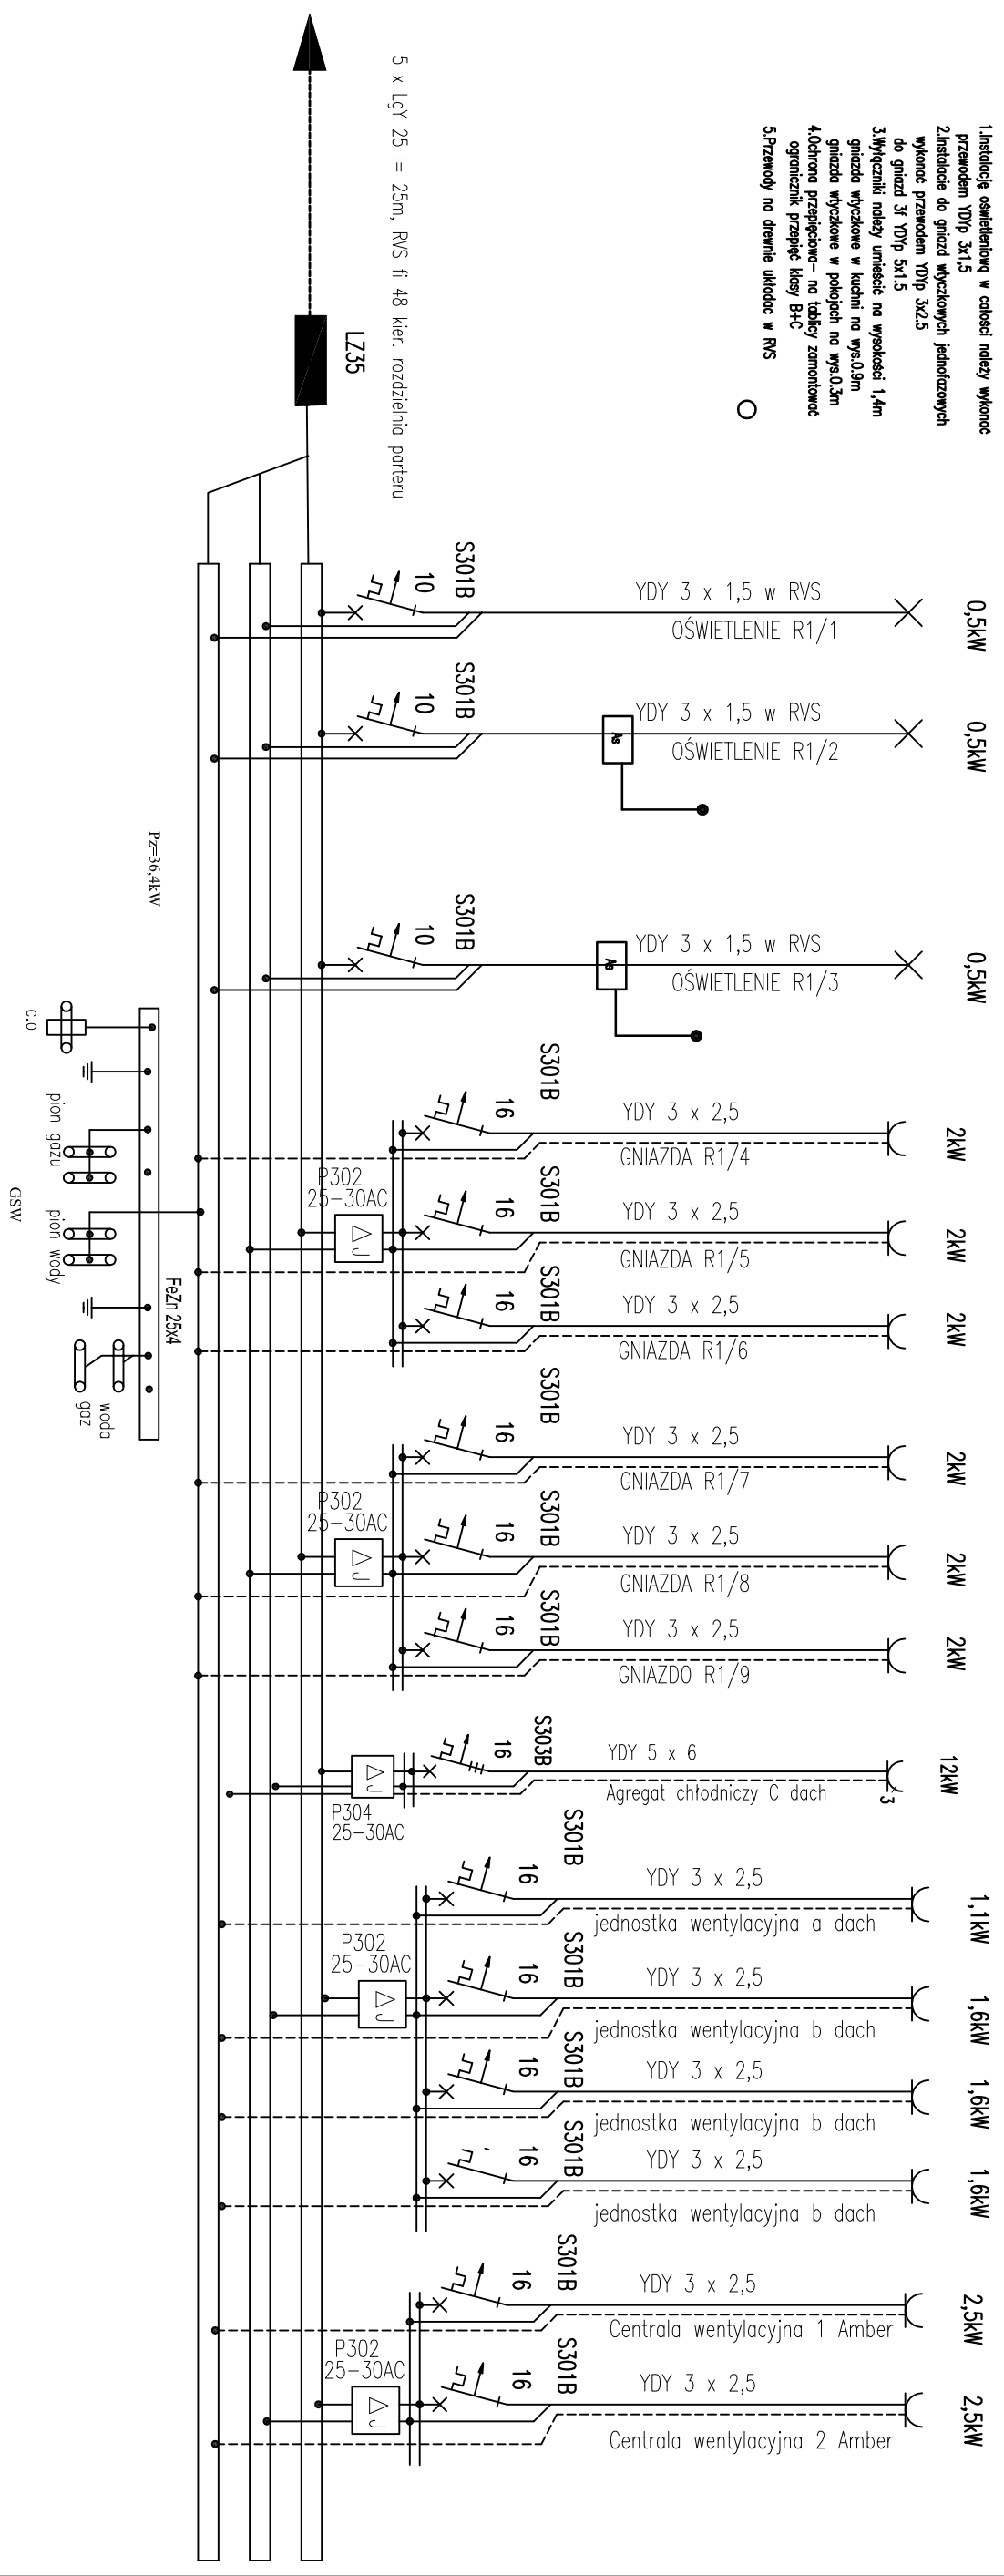 1.Instalację oświetleniową w całości należy wykonać
przewodem YDYp 3x1,5
2.Instalacie do gniazd wtyczkowych jednofazowych
wykonać przewodem YDYp 3x2.5
do gniazd 3f YDYp 5x1.5
3.Wyłączniki należy umieścić na wysokości 1,4m
gniazda wtyczkowe w kuchni na wys.0.9m
gniazda wtyczkowe w pokojach na wys.0.3m
4.Ochrona przepięciowa- na tablicy zamontować
ogranicznik przepięć klasy B+C
5.Przewody na drewnie układac w RVS
5 x LgY 25 l= 25m, RVS fi 48 kier. rozdzielnia parteru
LZ35
0,5kW
YDY 3 x 1,5 w RVS
OŚWIETLENIE R1/1
S301B
10
0,5kW
YDY 3 x 1,5 w RVS
OŚWIETLENIE R1/2
As
S301B
10
0,5kW
YDY 3 x 1,5 w RVS
OŚWIETLENIE R1/3
As
S301B
10
2kW
YDY 3 x 2,5
GNIAZDA R1/4
S301B
16
2kW
YDY 3 x 2,5
GNIAZDA R1/5
S301B
16
P302
25-30AC
2kW
YDY 3 x 2,5
GNIAZDA R1/6
S301B
16
2kW
YDY 3 x 2,5
GNIAZDA R1/7
S301B
16
2kW
YDY 3 x 2,5
GNIAZDA R1/8
S301B
16
P302
25-30AC
2kW
YDY 3 x 2,5
GNIAZDO R1/9
S301B
16
12kW
3
YDY 5 x 6
Agregat chłodniczy C dach
S303B
16
P304
25-30AC
1,1kW
YDY 3 x 2,5
jednostka wentylacyjna a dach
S301B
16
1,6kW
YDY 3 x 2,5
jednostka wentylacyjna b dach
S301B
16
P302
25-30AC
1,6kW
YDY 3 x 2,5
jednostka wentylacyjna b dach
S301B
16
1,6kW
YDY 3 x 2,5
jednostka wentylacyjna b dach
S301B
16
2,5kW
YDY 3 x 2,5
Centrala wentylacyjna 1 Amber
S301B
16
2,5kW
YDY 3 x 2,5
Centrala wentylacyjna 2 Amber
S301B
16
P302
25-30AC
Pz=36,4kW
FeZn 25x4
c.o
pion gazu
pion wody
woda
gaz
GSW